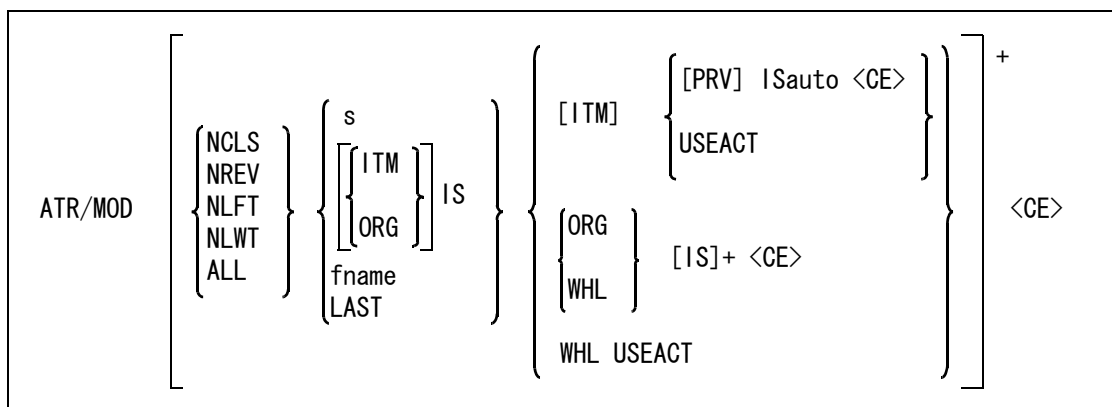 ATR/MOD
NCLS
NREV
NLFT
NLWT
ALL
s
[ITM
ORG] IS
fname
LAST
[ITM]
[PRV] ISauto <CE>
USEACT
ORG
WHL
[IS]+ <CE>
WHL USEACT
+
<CE>